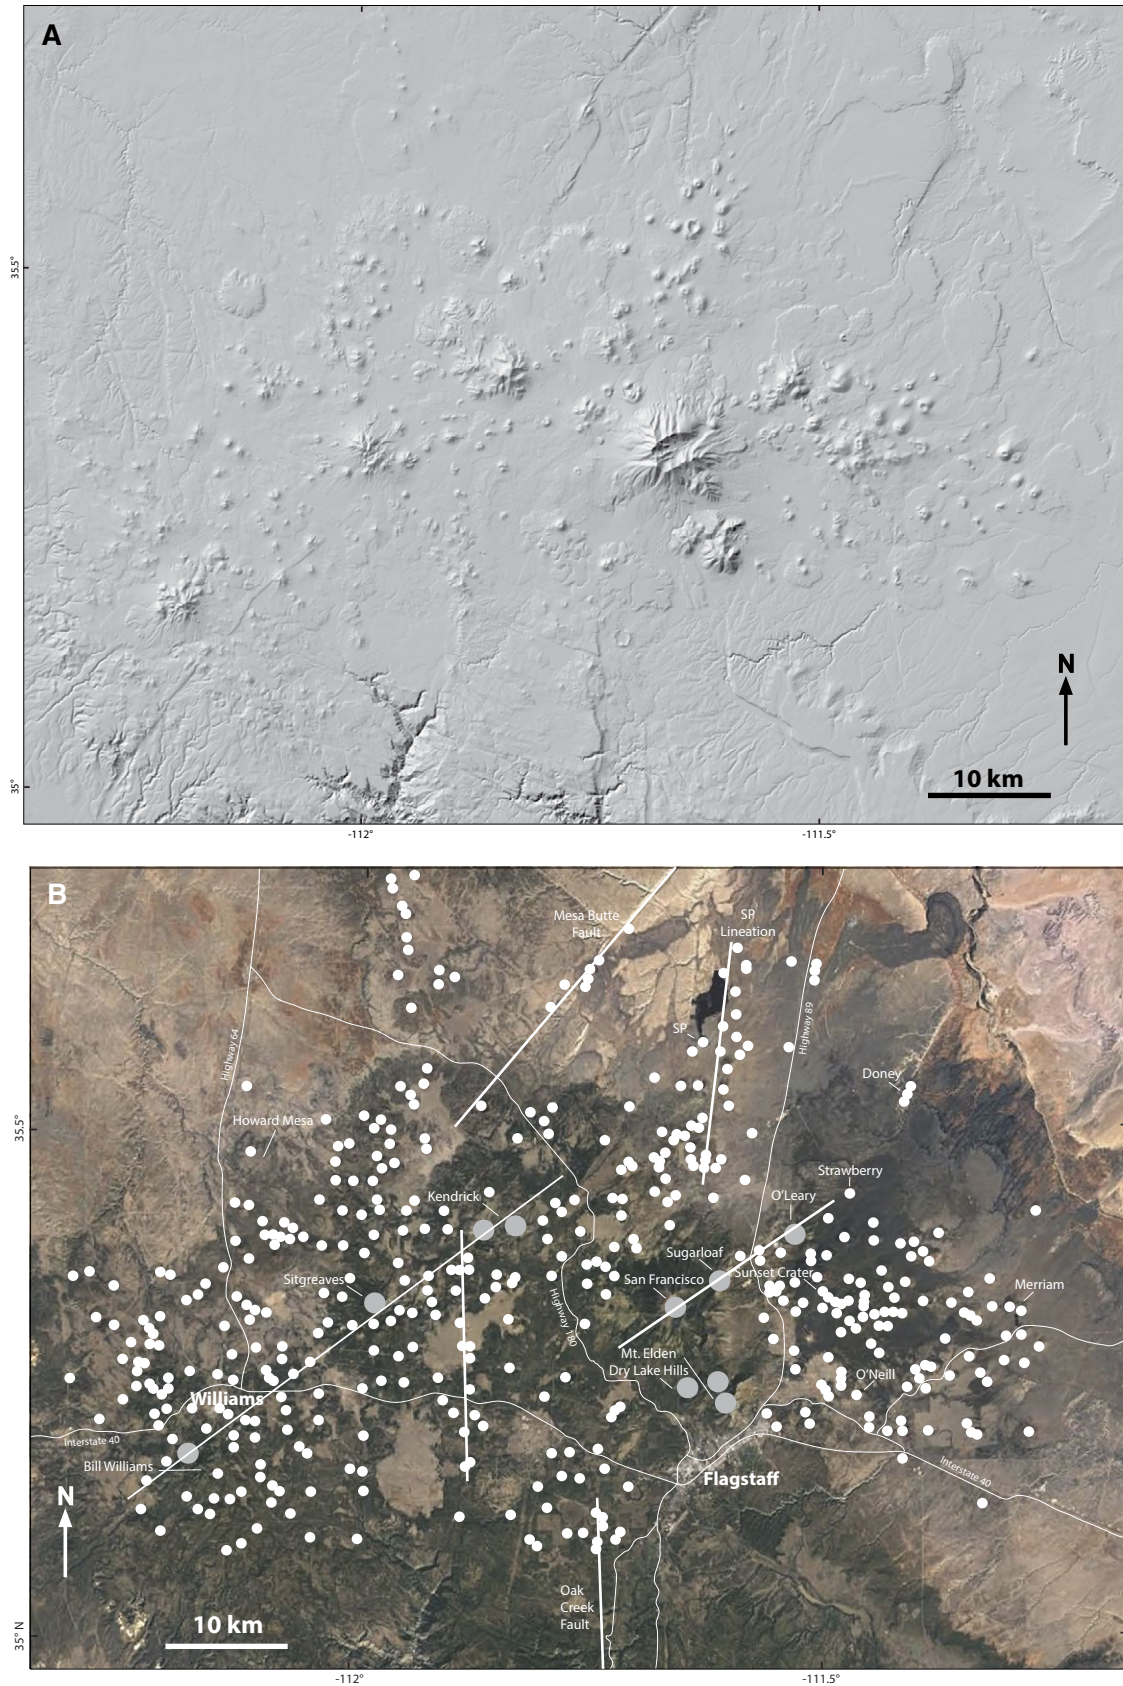 A
35.5°
N
10 km
35°
-112°
-111.5°
B
Mesa Butte
Fault
SP
Lineation
Highway 64
SP
Highway 89
Doney
35.5°
Howard Mesa
Strawberry
Kendrick
O'Leary
Sugarloaf
Sitgreaves
San Francisco
Sunset Crater
Merriam
Highway 180
Mt. Elden
Dry Lake Hills
O'Neill
Williams
Interstate 40
Bill Williams
Interstate 40
Flagstaff
N
Oak
Creek
Fault
10 km
35° N
-112°
-111.5°